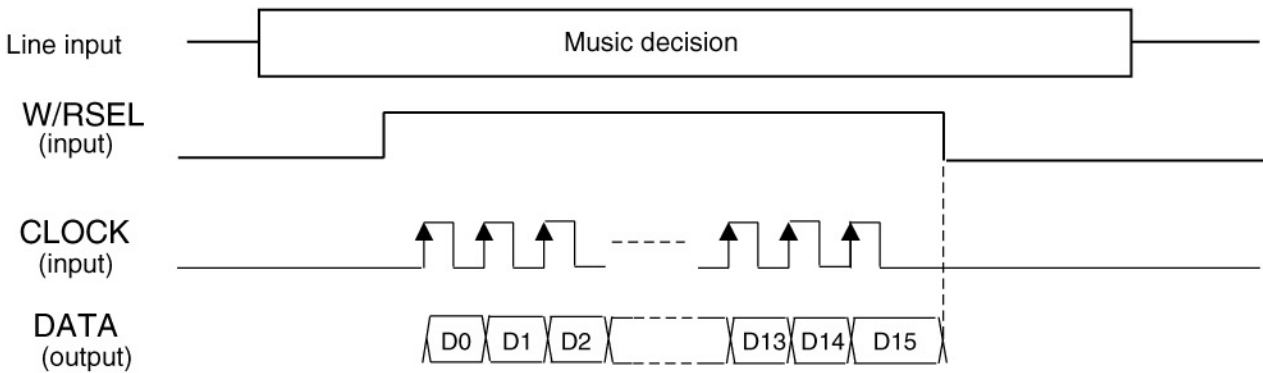 Line input
Music decision
W/RSEL
(input)
CLOCK
(input)
DATA
(output)
D0 D1 D2 D13 D14 D15